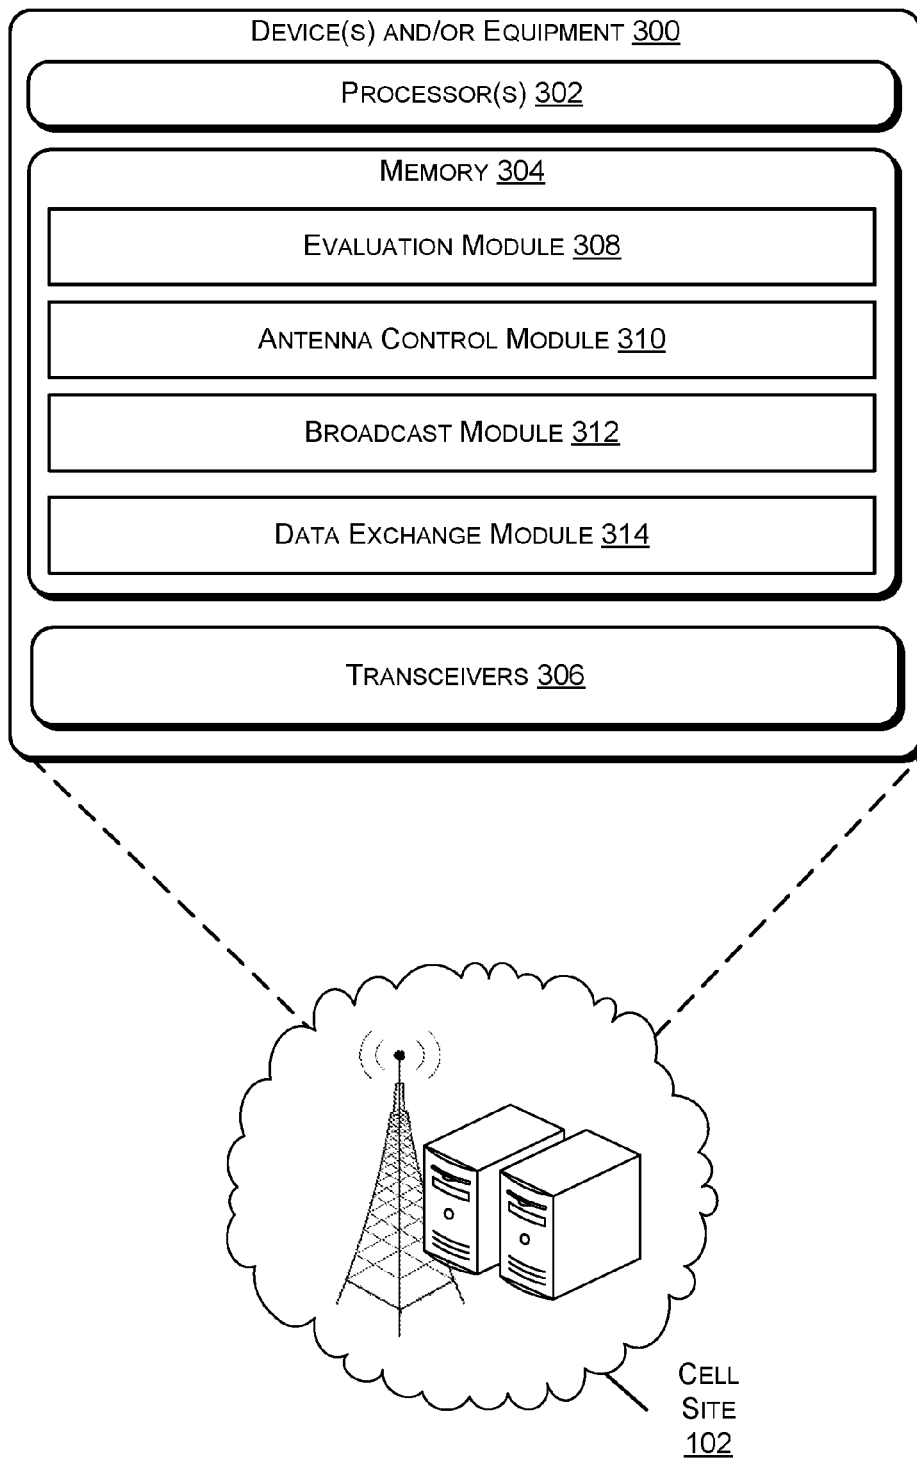 DEVICE(S) AND/OR EQUIPMENT 300
PROCESSOR(S) 302
MEMORY 304
EVALUATION MODULE 308
ANTENNA CONTROL MODULE 310
BROADCAST MODULE 312
DATA EXCHANGE MODULE 314
TRANSCEIVERS 306
CELL
SITE
102